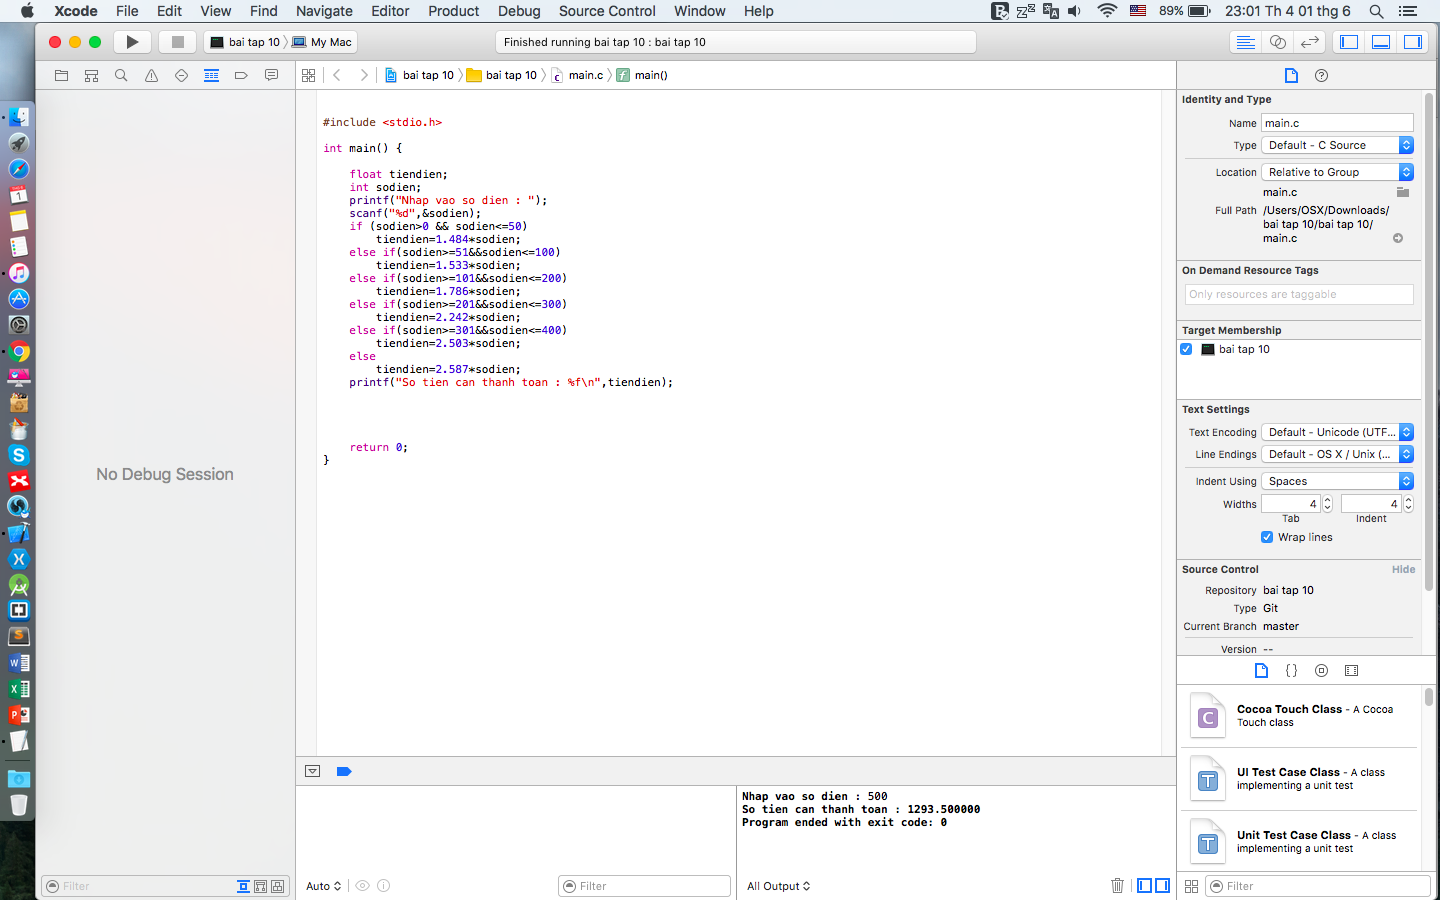 Xcode File Edit View Find Navigate Editor Product Debug Source Control Window Help 89% 23:01 Th 4 01 thg 6
bai tap 10 My Mac
Finished running bai tap 10 : bai tap 10
bai tap 10 bai tap 10 main.c main()
No Debug Session
Filter
#include <stdio.h>
int main() {
float tiendien;
int sodien;
printf("Nhap vao so dien : ");
scanf("%d",&sodien);
if (sodien>0 && sodien<=50)
tiendien=1.484*sodien;
else if(sodien>=51&&sodien<=100)
tiendien=1.533*sodien;
else if(sodien>=101&&sodien<=200)
tiendien=1.786*sodien;
else if(sodien>=201&&sodien<=300)
tiendien=2.242*sodien;
else if(sodien>=301&&sodien<=400)
tiendien=2.503*sodien;
else
tiendien=2.587*sodien;
printf("So tien can thanh toan : %f\n",tiendien);
return 0;
}
Auto
Filter
Nhap vao so dien : 500
So tien can thanh toan : 1293.500000
Program ended with exit code: 0
All Output
Identity and Type
Name main.c
Type Default - C Source
Location Relative to Group
main.c
Full Path /Users/OSX/Downloads/
bai tap 10/bai tap 10/
main.c
On Demand Resource Tags
Only resources are taggable
Target Membership
bai tap 10
Text Settings
Text Encoding Default - Unicode (UTF...
Line Endings Default - OS X / Unix (...
Indent Using Spaces
Widths 4 4
Tab Indent
Wrap lines
Source Control Hide
Repository bai tap 10
Type Git
Current Branch master
Version --
Cocoa Touch Class - A Cocoa
Touch class
UI Test Case Class - A class
implementing a unit test
Unit Test Case Class - A class
implementing a unit test
Filter